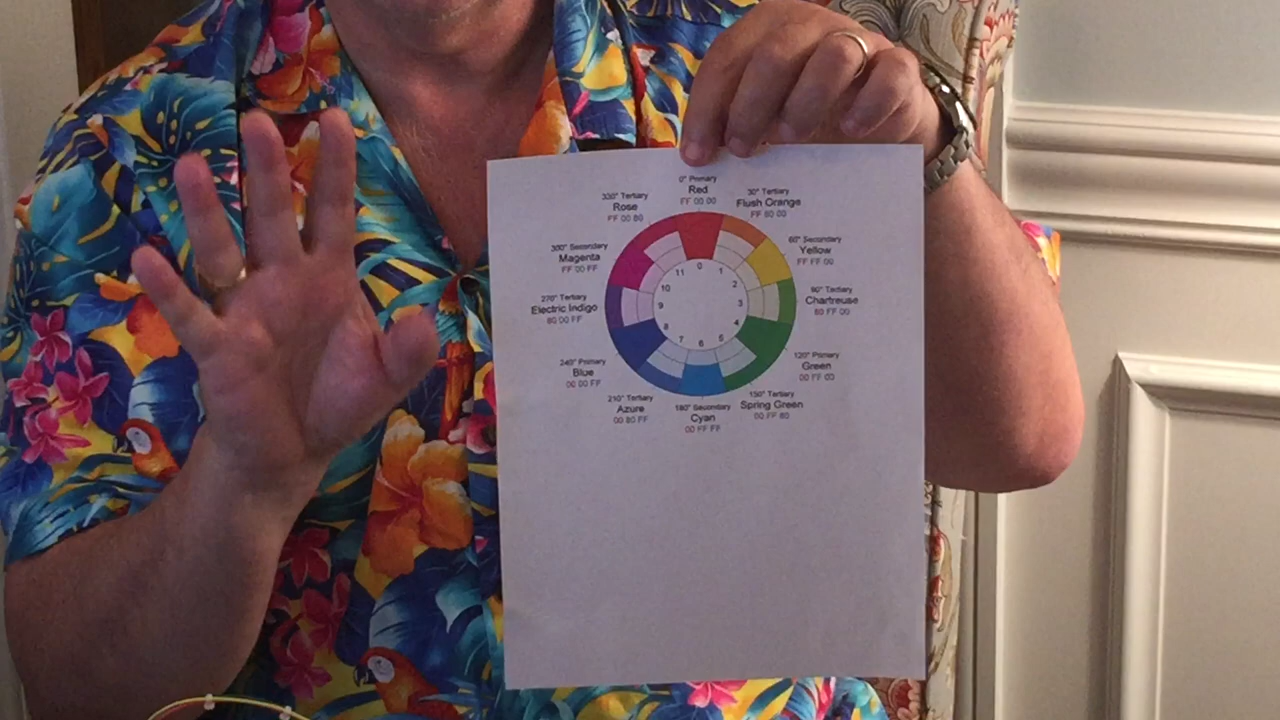 0° Primary
Red
FF 00 00
30° Tertiary
Flush Orange
FF 80 00
60° Secondary
Yellow
FF FF 00
90° Tertiary
Chartreuse
80 FF 00
120° Primary
Green
00 FF 00
150° Tertiary
Spring Green
00 FF 80
180° Secondary
Cyan
00 FF FF
210° Tertiary
Azure
00 80 FF
240° Primary
Blue
00 00 FF
270° Tertiary
Electric Indigo
80 00 FF
300° Secondary
Magenta
FF 00 FF
330° Tertiary
Rose
FF 00 80
0
1
2
3
4
5
6
7
8
9
10
11